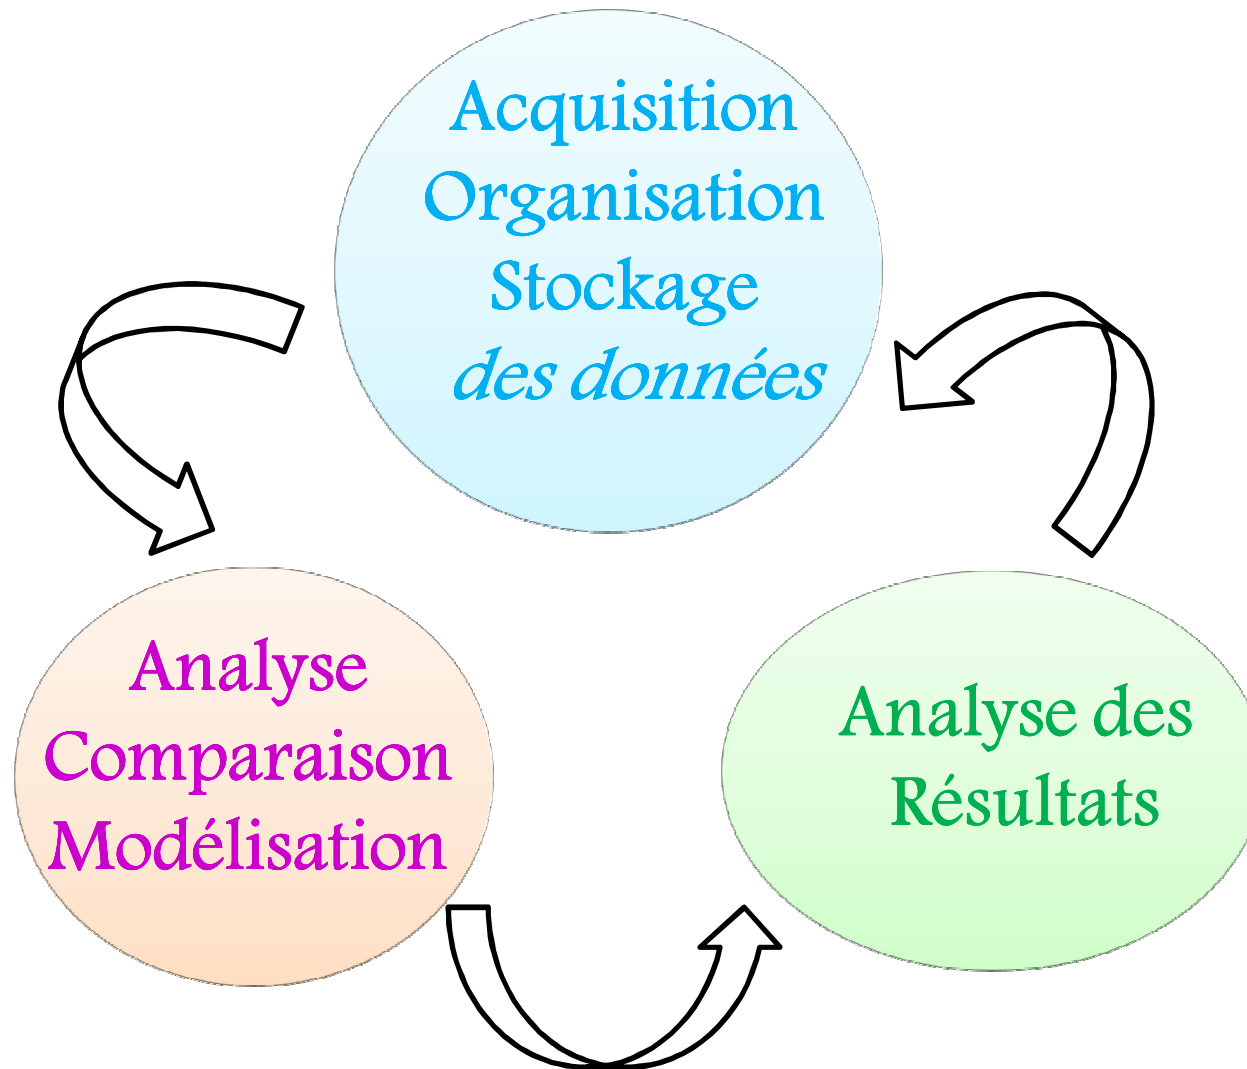 Acquisition
Organisation
Stockage
des données
Analyse
Comparaison
Modélisation
Analyse des
Résultats